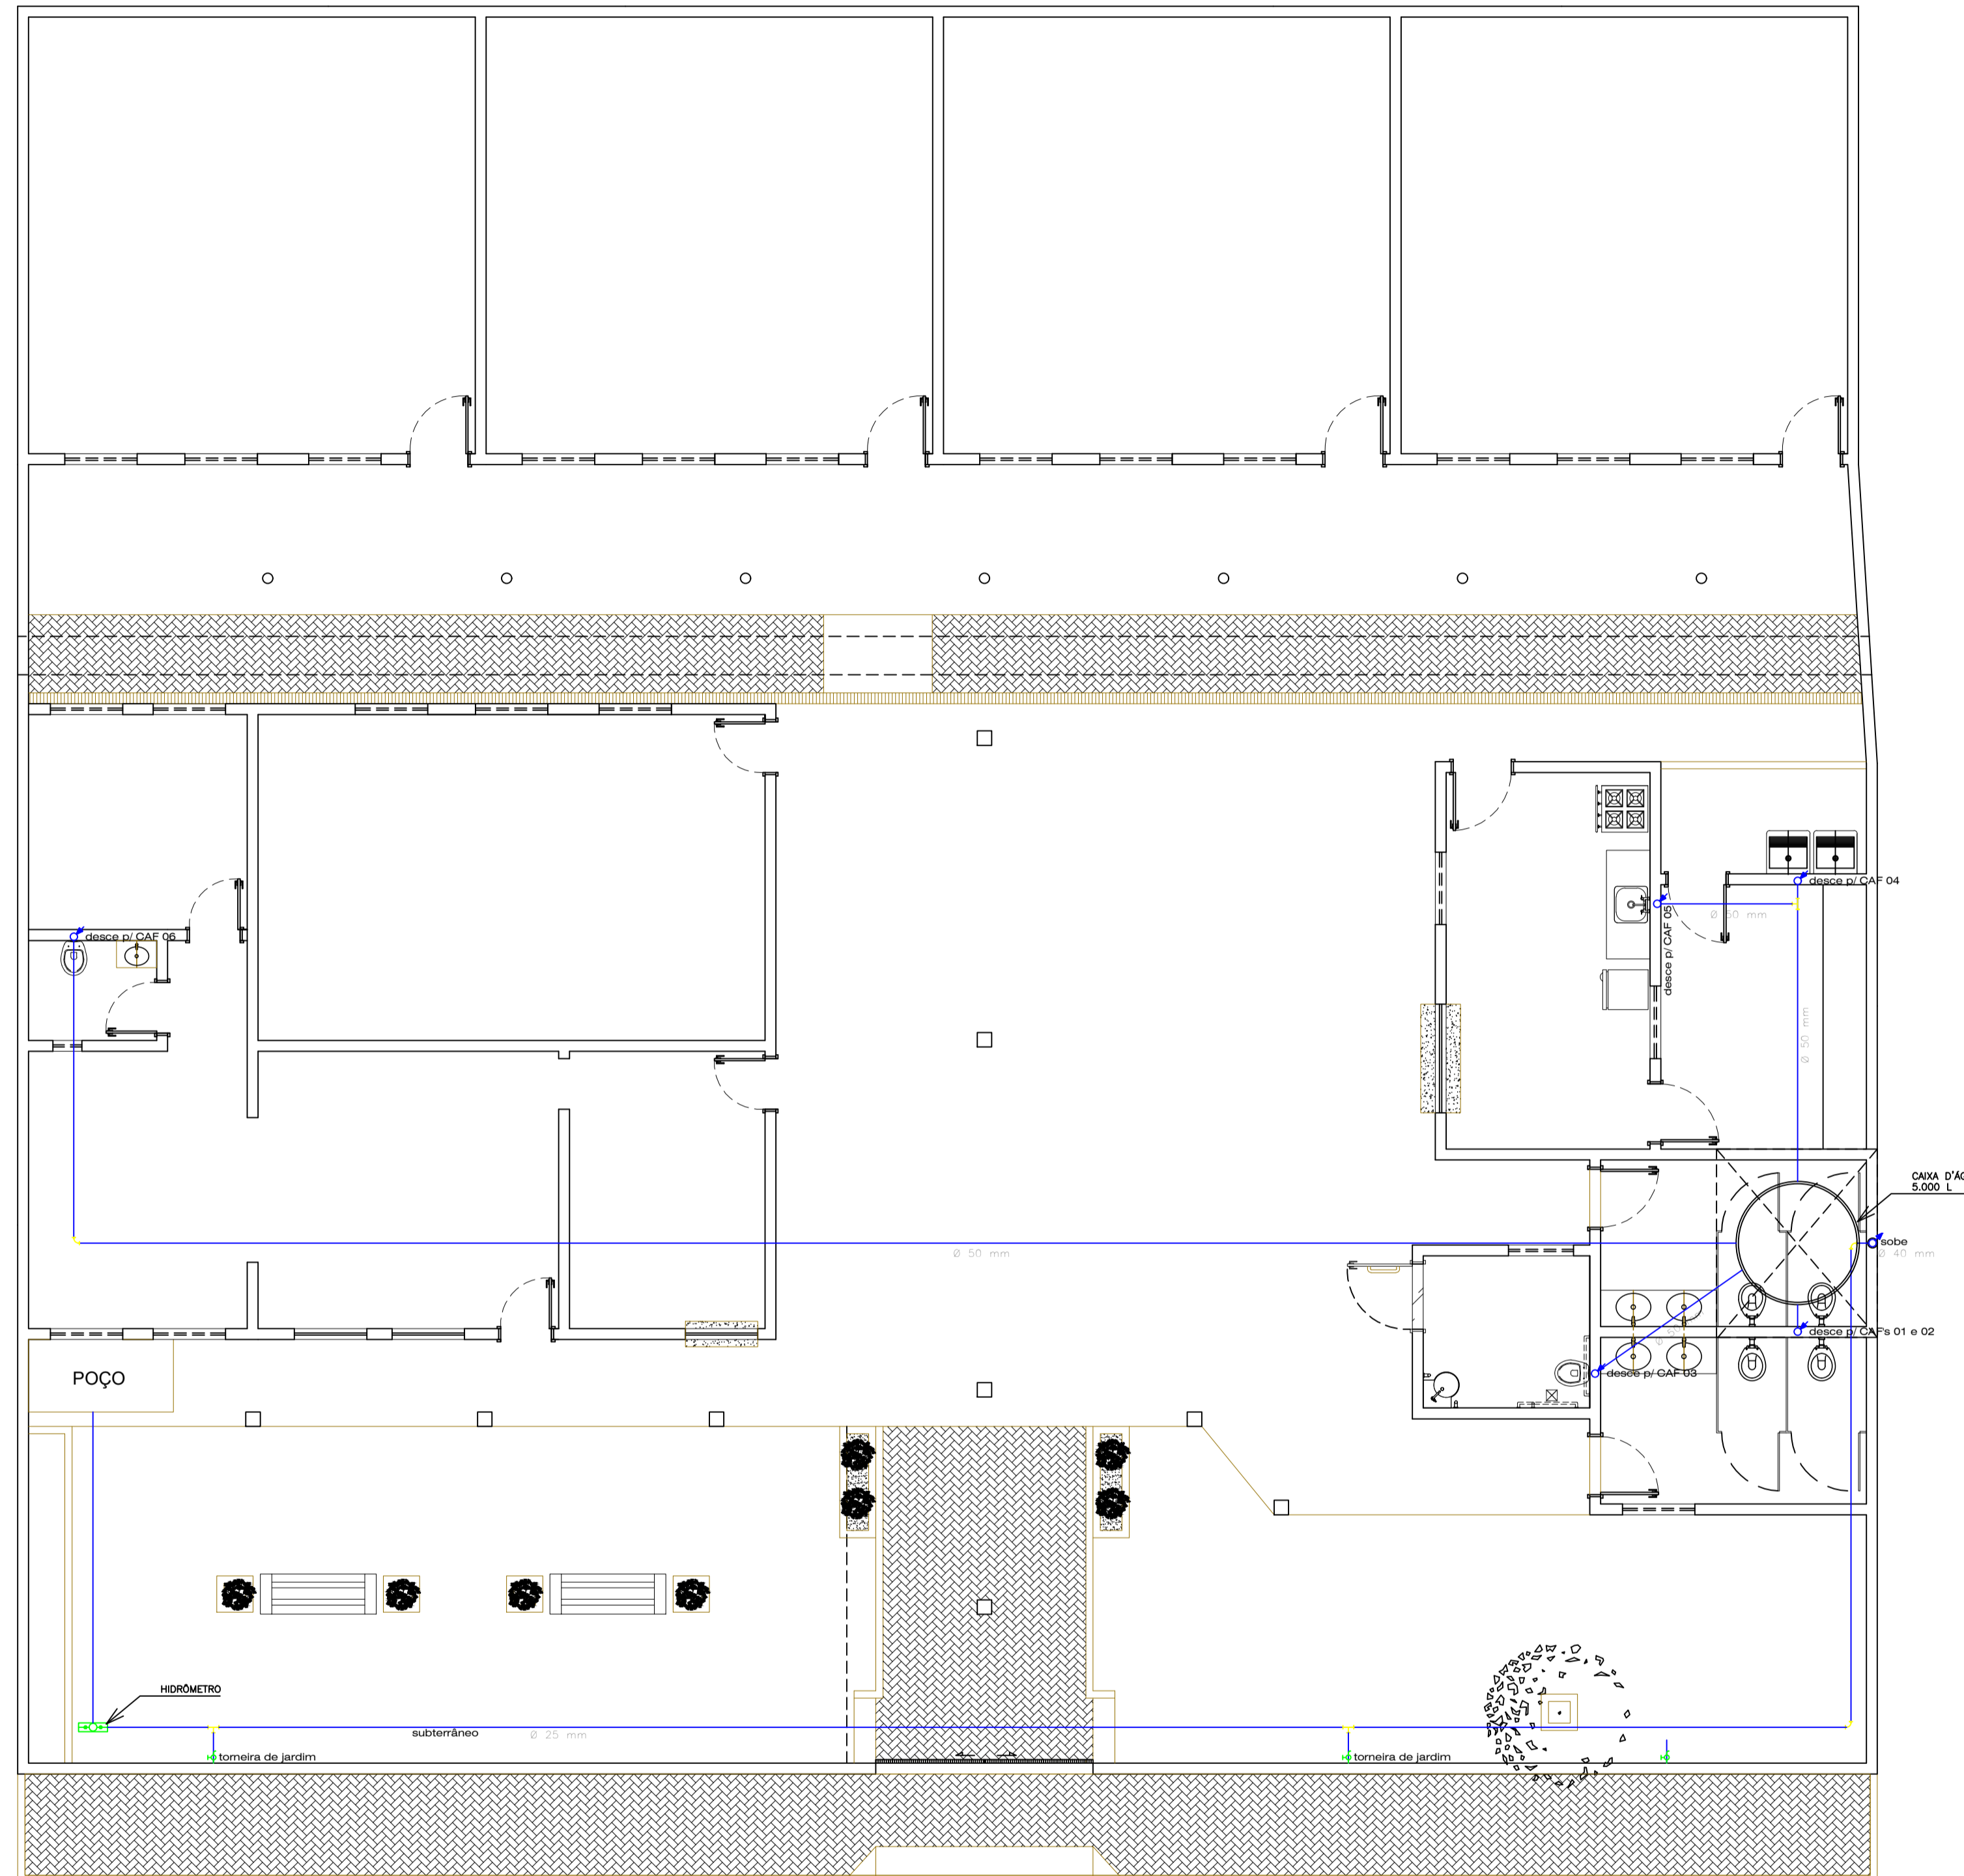 desce p/ CAF 04
Ø 50 mm
desce p/ CAF 05
desce p/ CAF 06
Ø 50 mm
CAIXA D'ÁG
5.000 L
sobe
Ø 40 mm
Ø 50 mm
desce p/ CAF's 01 e 02
Ø 50
desce p/ CAF 03
POÇO
HIDRÔMETRO
subterrâneo
Ø 25 mm
torneira de jardim
torneira de jardim